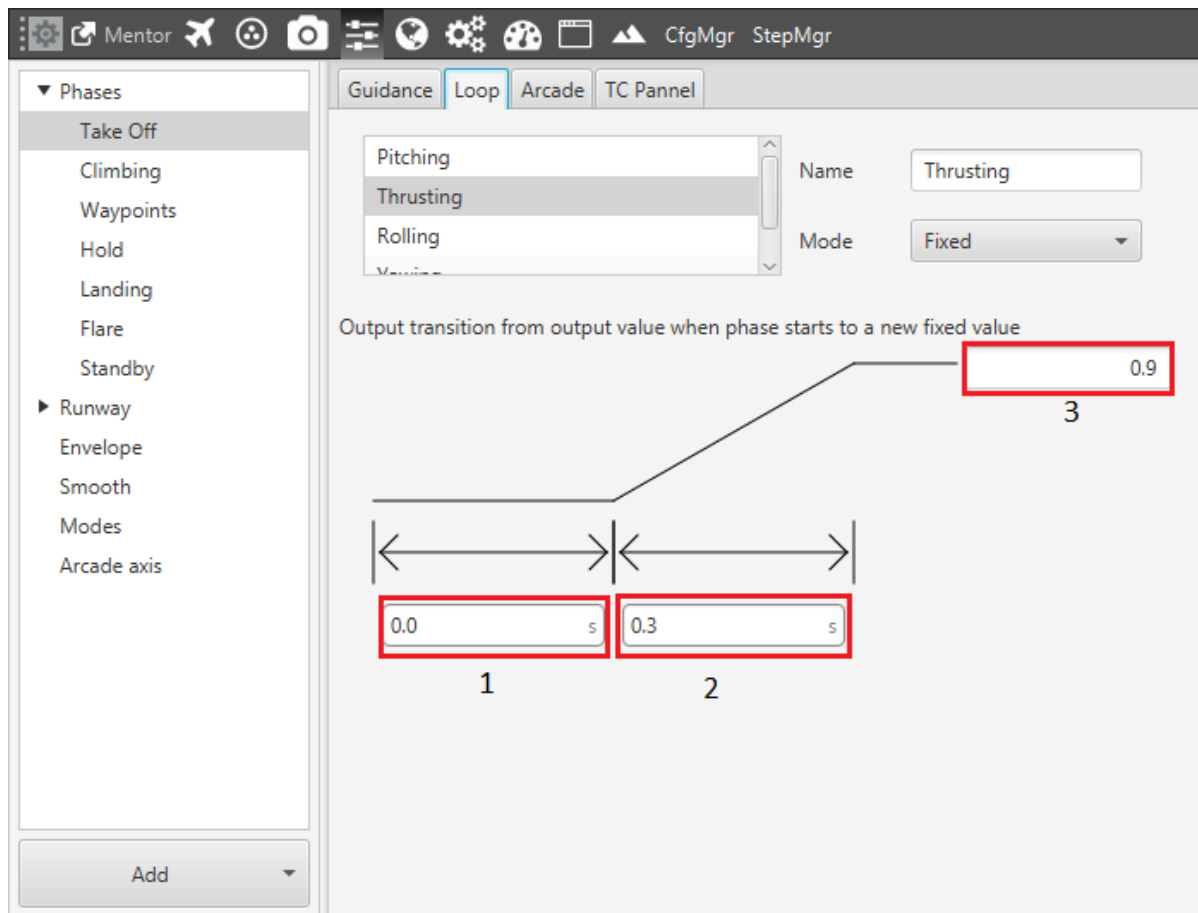 Mentor CfgMgr StepMgr
Phases
Take Off
Climbing
Waypoints
Hold
Landing
Flare
Standby
Runway
Envelope
Smooth
Modes
Arcade axis
Add
Guidance Loop Arcade TC Pannel
Pitching
Thrusting
Rolling
Yawing
Name Thrusting
Mode Fixed
Output transition from output value when phase starts to a new fixed value
0.9
3
0.0 s 0.3 s
1 2